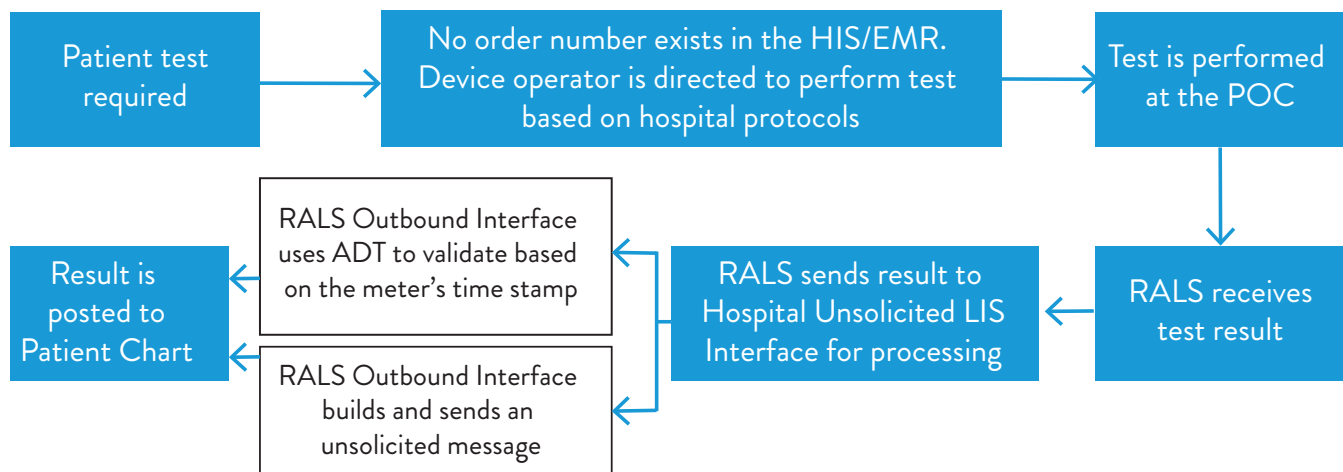 Patient test
required
No order number exists in the HIS/EMR.
Device operator is directed to perform test
based on hospital protocols
Test is performed
at the POC
RALS receives
test result
RALS sends result to
Hospital Unsolicited LIS
Interface for processing
RALS Outbound Interface
uses ADT to validate based
on the meter’s time stamp
RALS Outbound Interface
builds and sends an
unsolicited message
Result is
posted to
Patient Chart